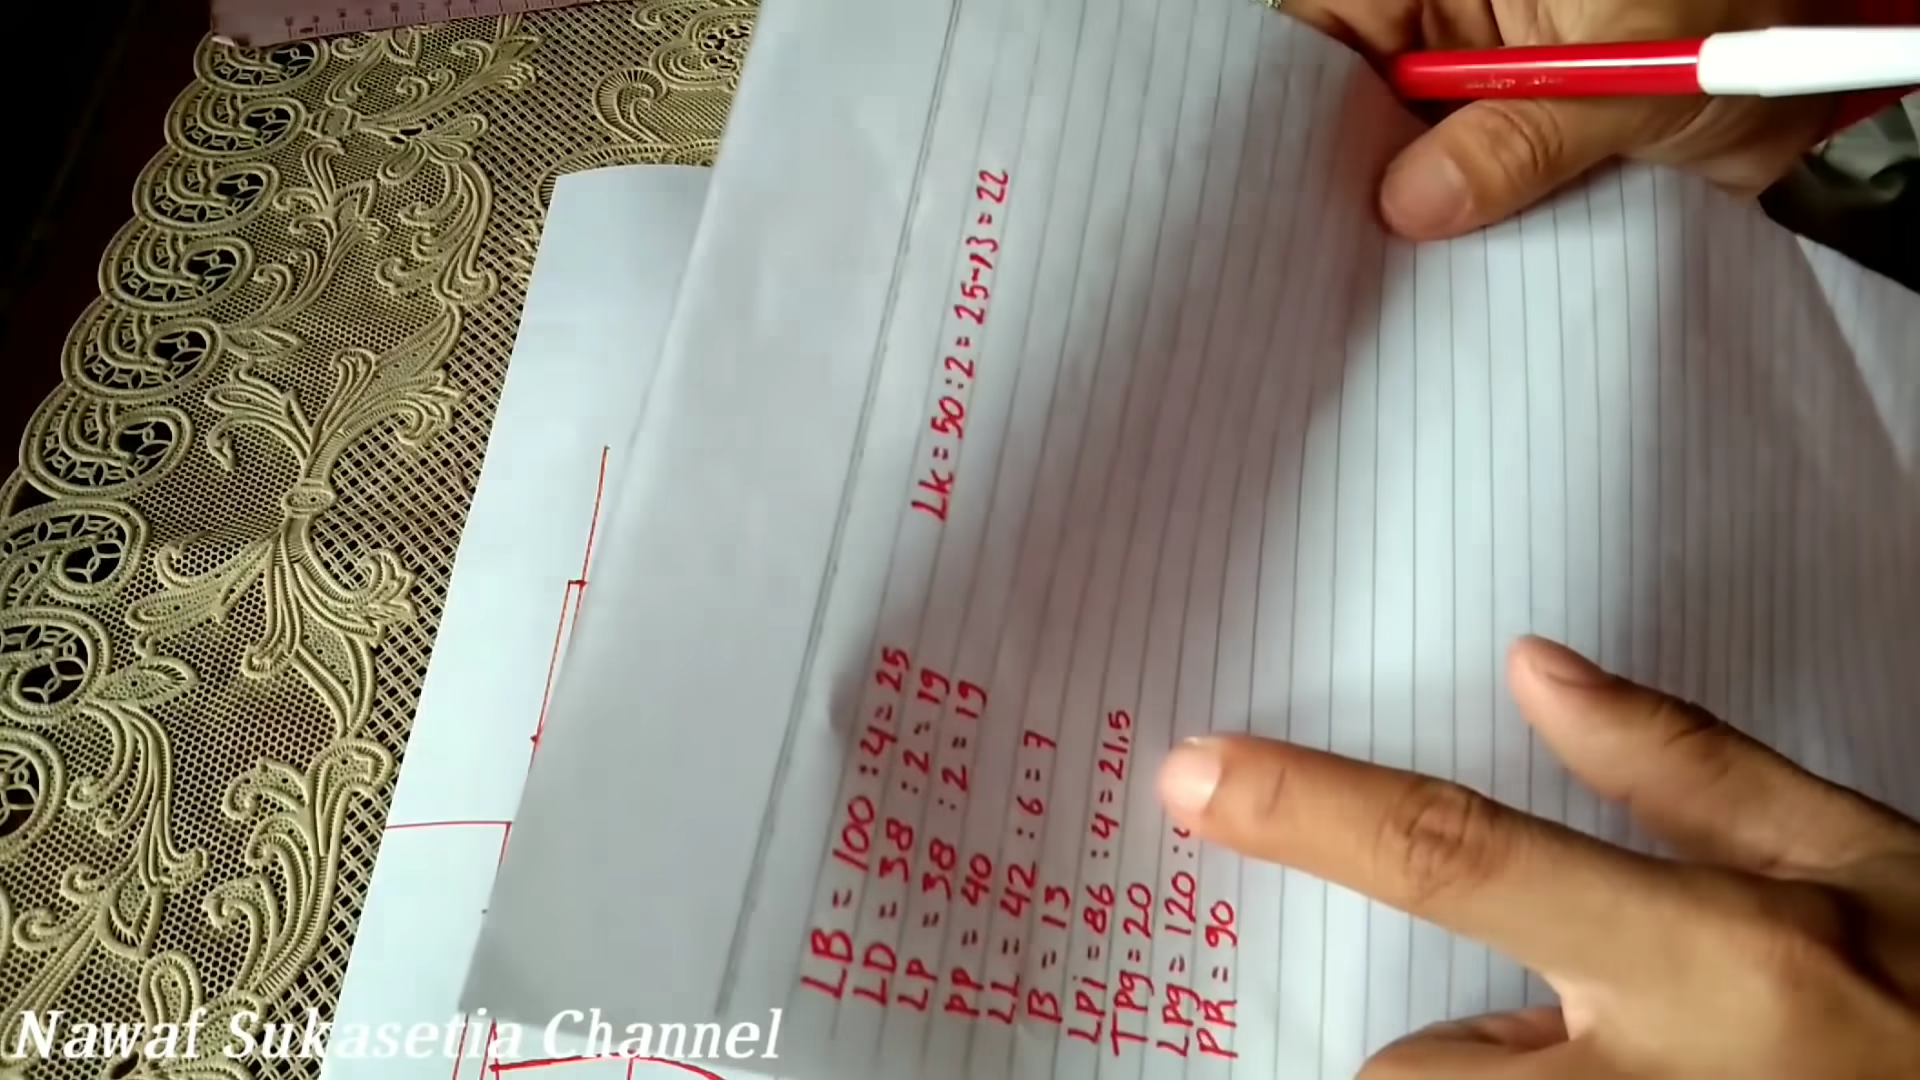 LB = 100 : 4 = 25
LD = 38 : 2 = 19
LP = 38 : 2 = 19
PP = 40
LL = 42 : 6 = 7
B = 13
LPi = 86 : 4 = 21,5
TPg = 20
LPg = 120 :
PR = 90
Lk = 50 : 2 = 25-13 = 22
Nawaf Sukasetia Channel